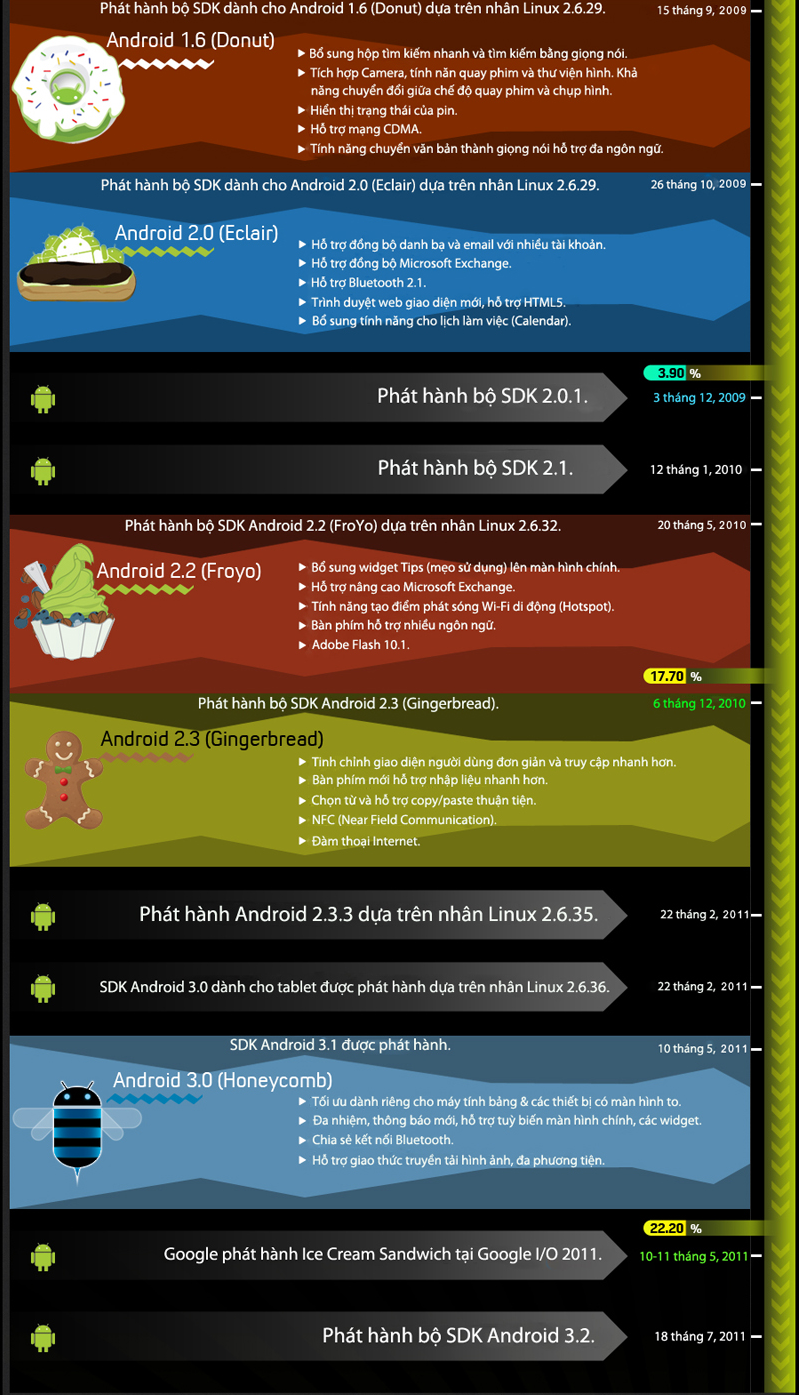 Phát hành bộ SDK dành cho Android 1.6 (Donut) dựa trên nhân Linux 2.6.29.
15 tháng 9, 2009
Android 1.6 (Donut)
Bổ sung hộp tìm kiếm nhanh và tìm kiếm bằng giọng nói.
Tích hợp Camera, tính năn quay phim và thư viện hình. Khả
năng chuyển đổi giữa chế độ quay phim và chụp hình.
Hiển thị trạng thái của pin.
Hỗ trợ mạng CDMA.
Tính năng chuyển văn bản thành giọng nói hỗ trợ đa ngôn ngữ.
Phát hành bộ SDK dành cho Android 2.0 (Eclair) dựa trên nhân Linux 2.6.29.
26 tháng 10, 2009
Android 2.0 (Eclair)
Hỗ trợ đồng bộ danh bạ và email với nhiều tài khoản.
Hỗ trợ đồng bộ Microsoft Exchange.
Hỗ trợ Bluetooth 2.1.
Trình duyệt web giao diện mới, hỗ trợ HTML5.
Bổ sung tính năng cho lịch làm việc (Calendar).
3.90 %
Phát hành bộ SDK 2.0.1.
3 tháng 12, 2009
Phát hành bộ SDK 2.1.
12 tháng 1, 2010
Phát hành bộ SDK Android 2.2 (FroYo) dựa trên nhân Linux 2.6.32.
20 tháng 5, 2010
Android 2.2 (Froyo)
Bổ sung widget Tips (mẹo sử dụng) lên màn hình chính.
Hỗ trợ nâng cao Microsoft Exchange.
Tính năng tạo điểm phát sóng Wi-Fi di động (Hotspot).
Bàn phím hỗ trợ nhiều ngôn ngữ.
Adobe Flash 10.1.
17.70 %
Phát hành bộ SDK Android 2.3 (Gingerbread).
6 tháng 12, 2010
Android 2.3 (Gingerbread)
Tinh chỉnh giao diện người dùng đơn giản và truy cập nhanh hơn.
Bàn phím mới hỗ trợ nhập liệu nhanh hơn.
Chọn từ và hỗ trợ copy/paste thuận tiện.
NFC (Near Field Communication).
Đàm thoại Internet.
Phát hành Android 2.3.3 dựa trên nhân Linux 2.6.35.
22 tháng 2, 2011
SDK Android 3.0 dành cho tablet được phát hành dựa trên nhân Linux 2.6.36.
22 tháng 2, 2011
SDK Android 3.1 được phát hành.
10 tháng 5, 2011
Android 3.0 (Honeycomb)
Tối ưu dành riêng cho máy tính bảng & các thiết bị có màn hình to.
Đa nhiệm, thông báo mới, hỗ trợ tuỳ biến màn hình chính, các widget.
Chia sẻ kết nối Bluetooth.
Hỗ trợ giao thức truyền tải hình ảnh, đa phương tiện.
22.20 %
Google phát hành Ice Cream Sandwich tại Google I/O 2011.
10-11 tháng 5, 2011
Phát hành bộ SDK Android 3.2.
18 tháng 7, 2011